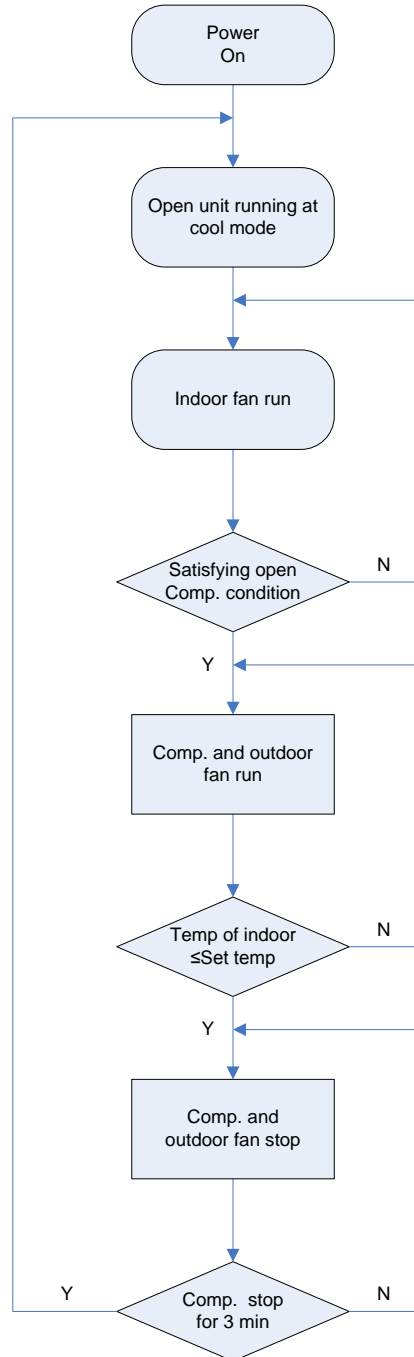 Power
On
Open unit running at
cool mode
Indoor fan run
Satisfying open
Comp. condition
N
Y
Comp. and outdoor
fan run
Temp of indoor
≤Set temp
N
Y
Comp. and
outdoor fan stop
Y
Comp. stop
for 3 min
N